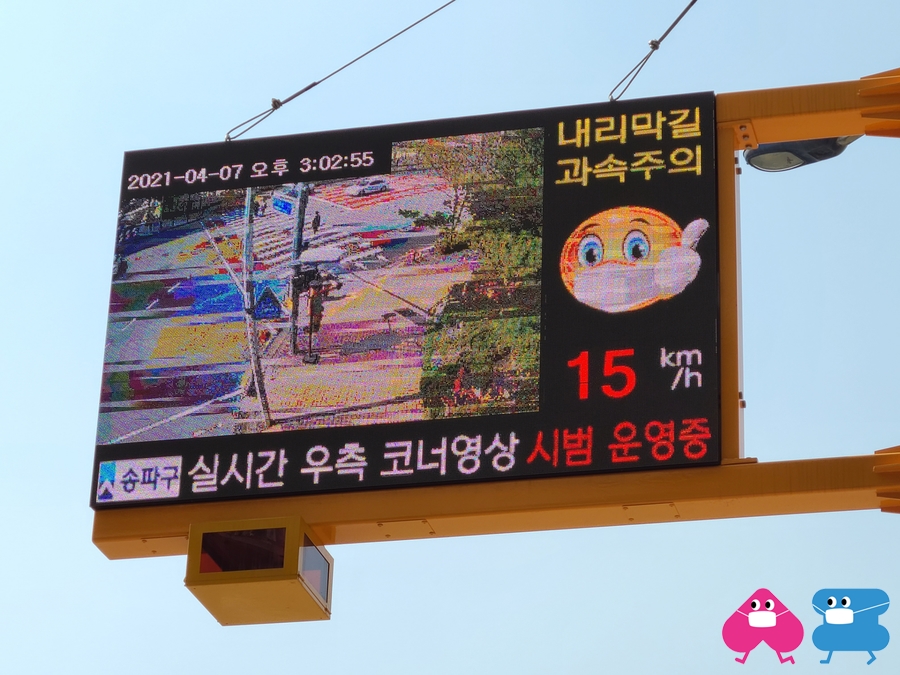 2021-04-07 오후 3:02:55
내리막길
과속주의
15 km/h
송파구 실시간 우측 코너영상 시범 운영중